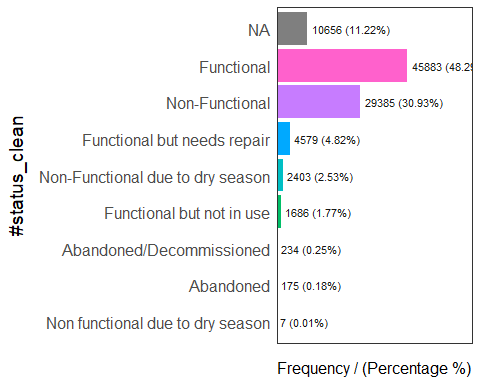 NA
10656 (11.22%)
Functional
45883 (48.29
Non-Functional
29385 (30.93%)
Functional but needs repair
4579 (4.82%)
Non-Functional due to dry season
2403 (2.53%)
Functional but not in use
1686 (1.77%)
Abandoned/Decommissioned
234 (0.25%)
Abandoned
175 (0.18%)
Non functional due to dry season
7 (0.01%)
#status_clean
Frequency / (Percentage %)